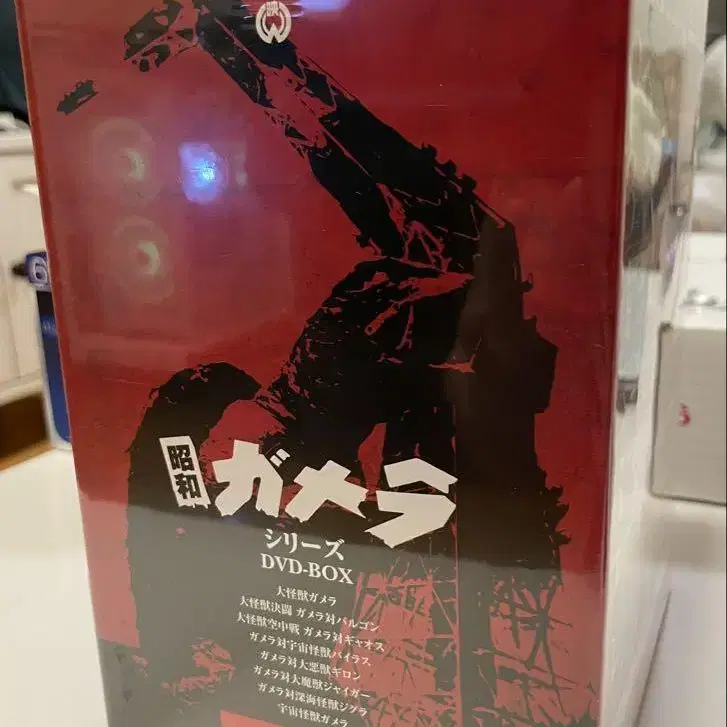 映
昭和
ガメラ
シリーズ
DVD-BOX
大怪獣ガメラ
大怪獣決闘 ガメラ対バルゴン
大怪獣空中戦 ガメラ対ギャオス
ガメラ対宇宙怪獣バイラス
ガメラ対大悪獣ギロン
ガメラ対大魔獣ジャイガー
ガメラ対深海怪獣ジグラ
宇宙怪獣ガメラ